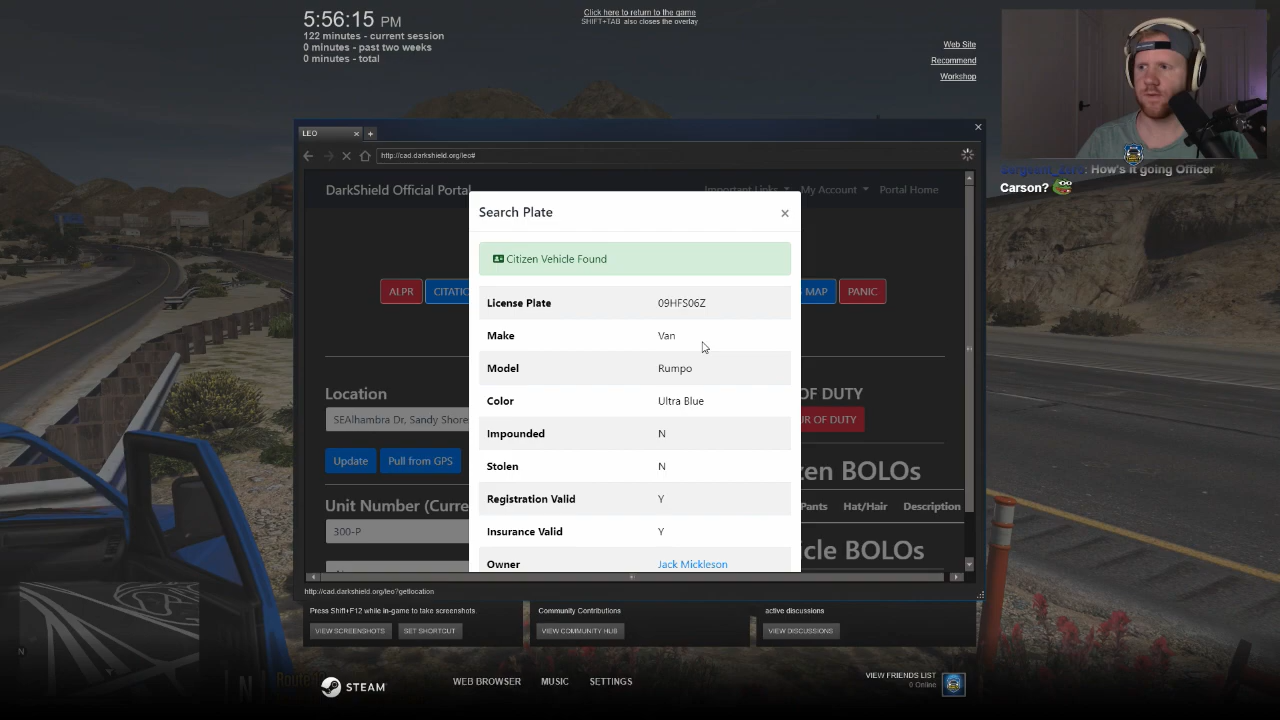 5:56:15 PM
122 minutes - current session
0 minutes - past two weeks
0 minutes - total
Click here to return to the game
SHIFT+TAB also closes the overlay
Web Site
Recommend
Workshop
Sergeant_Zero: How's it going Officer
Carson?
LEO
http://cad.darkshield.org/leo#
DarkShield Official Portal
Important Links
My Account
Portal Home
Search Plate
Citizen Vehicle Found
ALPR
MAP
PANIC
License Plate 09HFS06Z
Make Van
Model Rumpo
Color Ultra Blue
Impounded N
Stolen N
Registration Valid Y
Insurance Valid Y
Owner Jack Mickleson
Location
SEAlhambra Dr, Sandy Shore
Update
Pull from GPS
Unit Number (Curre
300-P
OF DUTY
UR OF DUTY
zen BOLOs
Pants Hat/Hair Description
icle BOLOs
http://cad.darkshield.org/leo?getlocation
Press Shift+F12 while in-game to take screenshots
VIEW SCREENSHOTS
SET SHORTCUT
Community Contributions
VIEW COMMUNITY HUB
active discussions
VIEW DISCUSSIONS
N
STEAM
WEB BROWSER
MUSIC
SETTINGS
VIEW FRIENDS LIST
0 Online